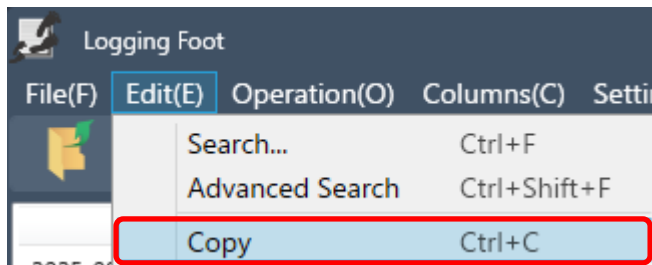 Logging Foot
File(F) Edit(E) Operation(O) Columns(C)
Search... Ctrl+F
Advanced Search Ctrl+Shift+F
Copy Ctrl+C